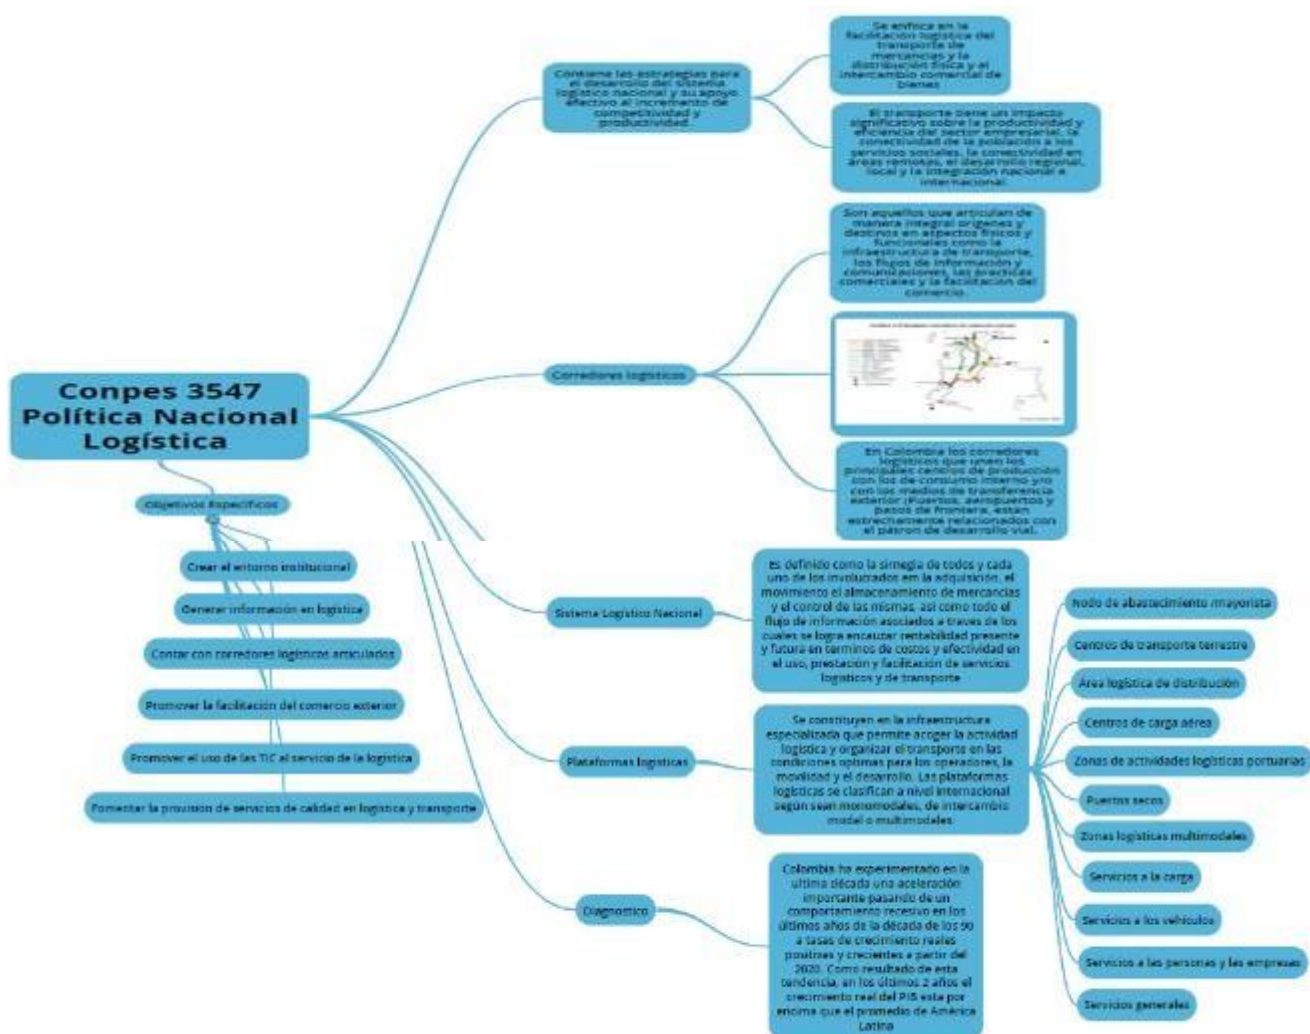 Conpes 3547
Política Nacional
Logística
Objetivos Específicos
Crear el entorno institucional
Generar información en logística
Contar con corredores logísticos articulados
Promover la facilitación del comercio exterior
Promover el uso de las TIC al servicio de la logística
Fomentar la provisión de servicios de calidad en logística y transporte
Contiene las estrategias para
el desarrollo del sistema
logístico nacional y su apoyo
efectivo al incremento de
competitividad y
productividad.
Se enfoca en la
facilitación logística del
transporte de
mercancías y la
distribución física y el
intercambio comercial de
bienes
El transporte tiene un impacto
significativo sobre la productividad y
eficiencia del sector empresarial, la
conectividad de la población a los
servicios sociales, la conectividad en
áreas remotas, el desarrollo regional,
local y la integración nacional e
internacional.
Corredores logísticos
Son aquellos que articulan de
manera integral orígenes y
destinos en aspectos físicos y
funcionales como la
infraestructura de transporte,
los flujos de información y
comunicaciones, las practicas
comerciales y la facilitación del
comercio.
En Colombia los corredores
logísticos que unen los
principales centros de producción
con los de consumo interno y/o
con los medios de transferencia
exterior (Puertos, aeropuertos y
pasos de frontera, están
estrechamente relacionados con
el patron de desarrollo vial.
Sistema Logístico Nacional
Es definido como la sinregia de todos y cada
uno de los involucrados em la adquisición, el
movimiento el almacenamiento de mercancías
y el control de las mismas, asi como todo el
flujo de información asociados a traves de los
cuales se logra encauzar rentabilidad presente
y futura en terminos de costos y efectividad en
el uso, prestación y facilitación de servicios
logísticos y de transporte
Plataformas logísticas
Se constituyen en la infraestructura
especializada que permite acoger la actividad
logística y organizar el transporte en las
condiciones optimas para los operadores, la
movilidad y el desarrollo. Las plataformas
logísticas se clasifican a nivel internacional
según sean monomodales, de intercambio
modal o multimodales
Nodo de abastecimiento mayorista
Centros de transporte terrestre
Area logística de distribución
Centros de carga aérea
Zonas de actividades logísticas portuarias
Puertos secos
Zonas logísticas multimodales
Servicios a la carga
Servicios a los vehículos
Servicios a las personas y las empresas
Servicios generales
Diagnostico
Colombia ha experimentado en la
ultima década una aceleración
importante pasando de un
comportamiento recesivo en los
últimos años de la década de los 90
a tasas de crecimiento reales
positivas y crecientes a partir del
2020. Como resultado de esta
tendencia, en los últimos 2 años el
crecimiento real del PIB esta por
encima que el promedio de América
Latina